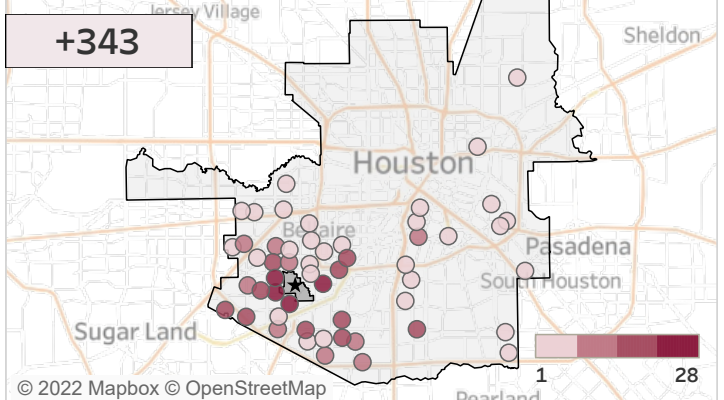 Jersey Village
+343
Sheldon
Houston
Bellaire
Pasadena
South Houston
Sugar Land
1 28
© 2022 Mapbox © OpenStreetMap
Pearland